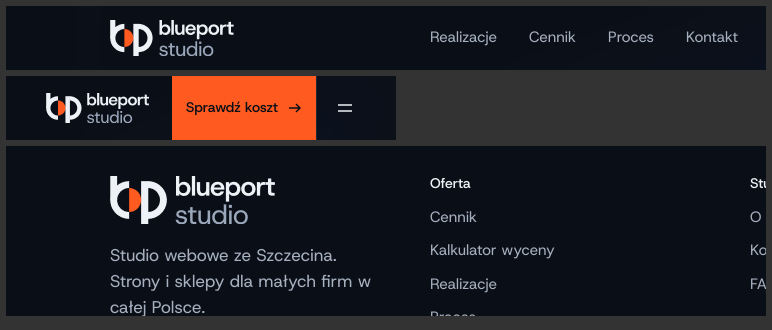 blueport
studio
Realizacje Cennik Proces Kontakt
blueport
studio
Sprawdź koszt →
blueport
studio
Studio webowe ze Szczecina.
Strony i sklepy dla małych firm w
całej Polsce.
Oferta
Cennik
Kalkulator wyceny
Realizacje
Proces